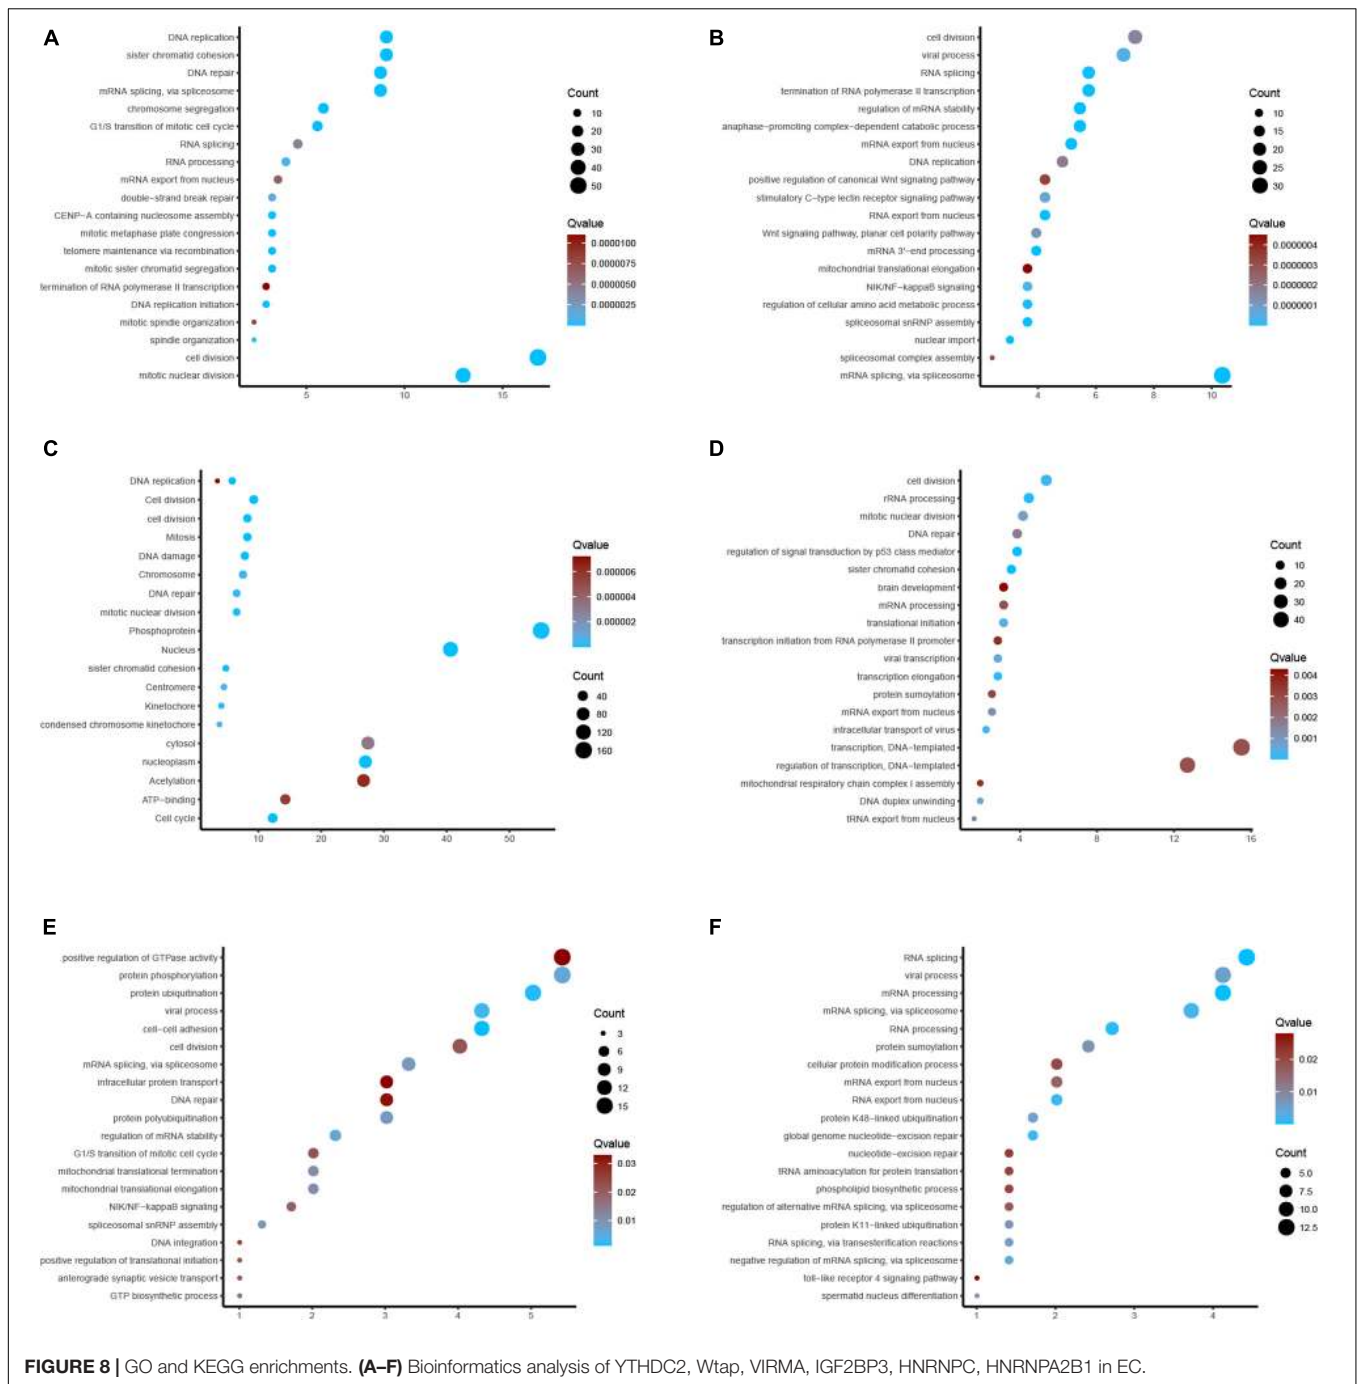 A
DNA replication
sister chromatid cohesion
DNA repair
mRNA splicing, via spliceosome
chromosome segregation
G1/S transition of mitotic cell cycle
RNA splicing
RNA processing
mRNA export from nucleus
double−strand break repair
CENP−A containing nucleosome assembly
mitotic metaphase plate congression
telomere maintenance via recombination
mitotic sister chromatid segregation
termination of RNA polymerase II transcription
DNA replication initiation
mitotic spindle organization
spindle organization
cell division
mitotic nuclear division
5 10 15
Count
10
20
30
40
50
Qvalue
0.0000100
0.0000075
0.0000050
0.0000025
B
cell division
viral process
RNA splicing
termination of RNA polymerase II transcription
regulation of mRNA stability
anaphase−promoting complex−dependent catabolic process
mRNA export from nucleus
DNA replication
positive regulation of canonical Wnt signaling pathway
stimulatory C−type lectin receptor signaling pathway
RNA export from nucleus
Wnt signaling pathway, planar cell polarity pathway
mRNA 3'−end processing
mitochondrial translational elongation
NIK/NF−kappaB signaling
regulation of cellular amino acid metabolic process
spliceosomal snRNP assembly
nuclear import
spliceosomal complex assembly
mRNA splicing, via spliceosome
4 6 8 10
Count
10
15
20
25
30
Qvalue
0.0000004
0.0000003
0.0000002
0.0000001
C
DNA replication
Cell division
cell division
Mitosis
DNA damage
Chromosome
DNA repair
mitotic nuclear division
Phosphoprotein
Nucleus
sister chromatid cohesion
Centromere
Kinetochore
condensed chromosome kinetochore
cytosol
nucleoplasm
Acetylation
ATP−binding
Cell cycle
10 20 30 40 50
Qvalue
0.000006
0.000004
0.000002
Count
40
80
120
160
D
cell division
rRNA processing
mitotic nuclear division
DNA repair
regulation of signal transduction by p53 class mediator
sister chromatid cohesion
brain development
mRNA processing
translational initiation
transcription initiation from RNA polymerase II promoter
viral transcription
transcription elongation
protein sumoylation
mRNA export from nucleus
intracellular transport of virus
transcription, DNA−templated
regulation of transcription, DNA−templated
mitochondrial respiratory chain complex I assembly
DNA duplex unwinding
tRNA export from nucleus
4 8 12 16
Count
10
20
30
40
Qvalue
0.004
0.003
0.002
0.001
E
positive regulation of GTPase activity
protein phosphorylation
protein ubiquitination
viral process
cell−cell adhesion
cell division
mRNA splicing, via spliceosome
intracellular protein transport
DNA repair
protein polyubiquitination
regulation of mRNA stability
G1/S transition of mitotic cell cycle
mitochondrial translational termination
mitochondrial translational elongation
NIK/NF−kappaB signaling
spliceosomal snRNP assembly
DNA integration
positive regulation of translational initiation
anterograde synaptic vesicle transport
GTP biosynthetic process
1 2 3 4 5
Count
3
6
9
12
15
Qvalue
0.03
0.02
0.01
F
RNA splicing
viral process
mRNA processing
mRNA splicing, via spliceosome
RNA processing
protein sumoylation
cellular protein modification process
mRNA export from nucleus
RNA export from nucleus
protein K48−linked ubiquitination
global genome nucleotide−excision repair
nucleotide−excision repair
tRNA aminoacylation for protein translation
phospholipid biosynthetic process
regulation of alternative mRNA splicing, via spliceosome
protein K11−linked ubiquitination
RNA splicing, via transesterification reactions
negative regulation of mRNA splicing, via spliceosome
toll−like receptor 4 signaling pathway
spermatid nucleus differentiation
1 2 3 4
Qvalue
0.02
0.01
Count
5.0
7.5
10.0
12.5
FIGURE 8 | GO and KEGG enrichments. (A–F) Bioinformatics analysis of YTHDC2, Wtap, VIRMA, IGF2BP3, HNRNPC, HNRNPA2B1 in EC.